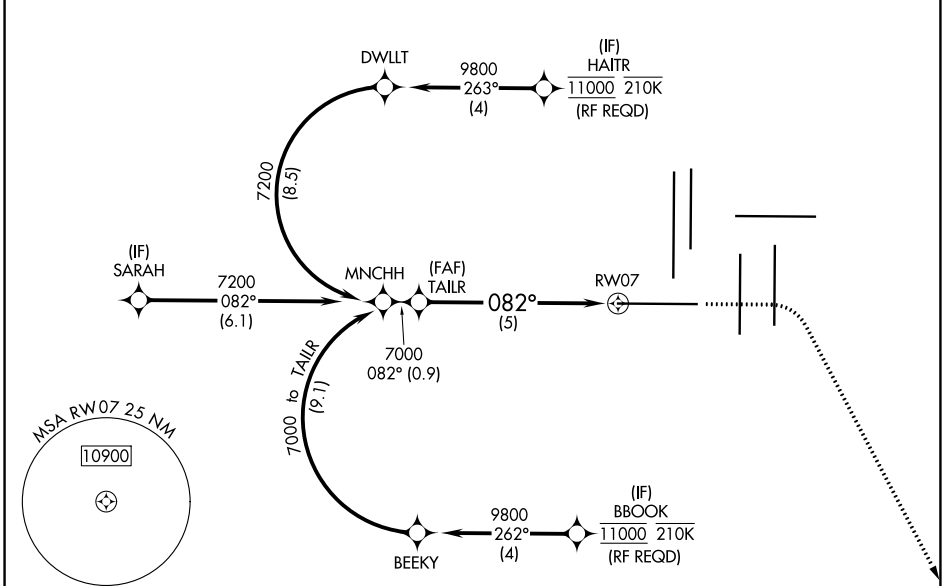 DWLLT
9800
263°
(4)
(IF)
HAITR
11000 210K
(RF REQD)
7200
(8.5)
(IF)
SARAH
7200
082°
(6.1)
MNCHH
(FAF)
TAILR
082°
(5)
RW07
7000
082° (0.9)
7000 to TAILR
(9.1)
MSA RW07 25 NM
10900
BEEKY
9800
262°
(4)
(IF)
BBOOK
11000 210K
(RF REQD)